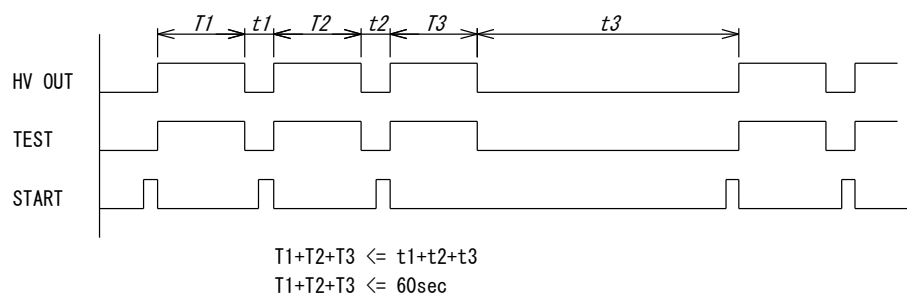 T1 t1 T2 t2 T3 t3
HV OUT
TEST
START
T1+T2+T3 <= t1+t2+t3
T1+T2+T3 <= 60sec